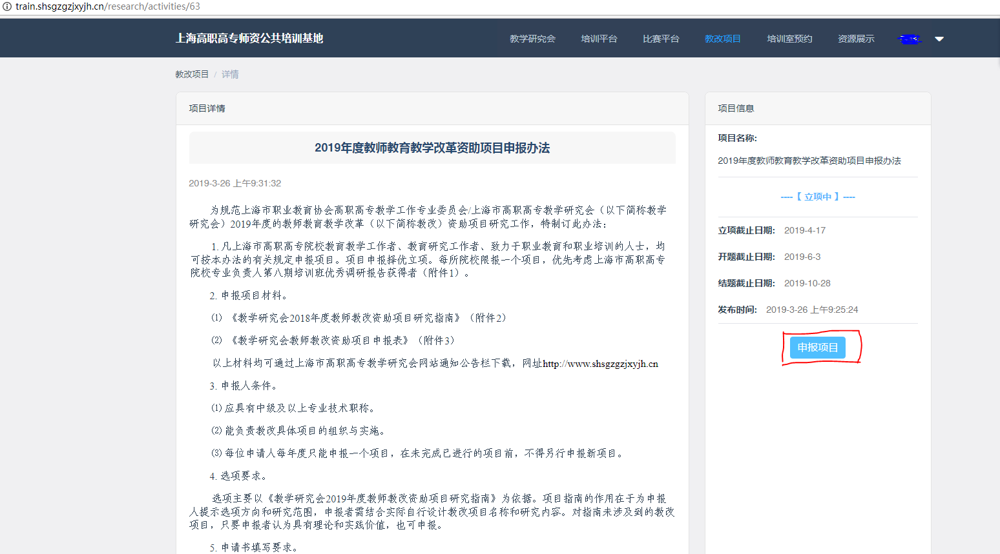 train.shsgzgzjxyjh.cn/research/activities/63
上海高职高专师资公共培训基地
教学研究会 培训平台 比赛平台 教改项目 培训室预约 资源展示
教改项目 / 详情
项目详情
2019年度教师教育教学改革资助项目申报办法
2019-3-26 上午9:31:32
为规范上海市职业教育协会高职高专教学工作专业委员会/上海市高职高专教学研究会（以下简称教学
研究会）2019年度的教师教育教学改革（以下简称教改）资助项目研究工作，特制订此办法：
1. 凡上海市高职高专院校教育教学工作者、教育研究工作者、致力于职业教育和职业培训的人士，均
可按本办法的有关规定申报项目。项目申报择优立项。每所院校限报一个项目，优先考虑上海市高职高专
院校专业负责人第八期培训班优秀调研报告获得者（附件1）。
2. 申报项目材料。
⑴ 《教学研究会2018年度教师教改资助项目研究指南》（附件2）
⑵ 《教学研究会教师教改资助项目申报表》（附件3）
以上材料均可通过上海市高职高专教学研究会网站通知公告栏下载，网址http://www.shsgzgzjxyjh.cn
3. 申报人条件。
⑴ 应具有中级及以上专业技术职称。
⑵ 能负责教改具体项目的组织与实施。
⑶ 每位申请人每年度只能申报一个项目，在未完成已进行的项目前，不得另行申报新项目。
4. 选项要求。
选项主要以《教学研究会2019年度教师教改资助项目研究指南》为依据。项目指南的作用在于为申报
人提示选项方向和研究范围，申报者需结合实际自行设计教改项目名称和研究内容。对指南未涉及到的教改
项目，只要申报者认为具有理论和实践价值，也可申报。
5. 申请书填写要求。
项目信息
项目名称:
2019年度教师教育教学改革资助项目申报办法
----【 立项中 】----
立项截止日期: 2019-4-17
开题截止日期: 2019-6-3
结题截止日期: 2019-10-28
发布时间: 2019-3-26 上午9:25:24
申报项目